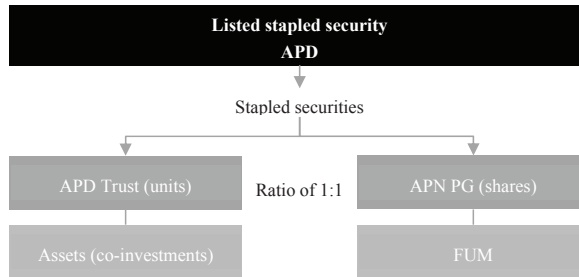 Listed stapled security
APD
Stapled securities
APD Trust (units)
Ratio of 1:1
APN PG (shares)
Assets (co-investments)
FUM